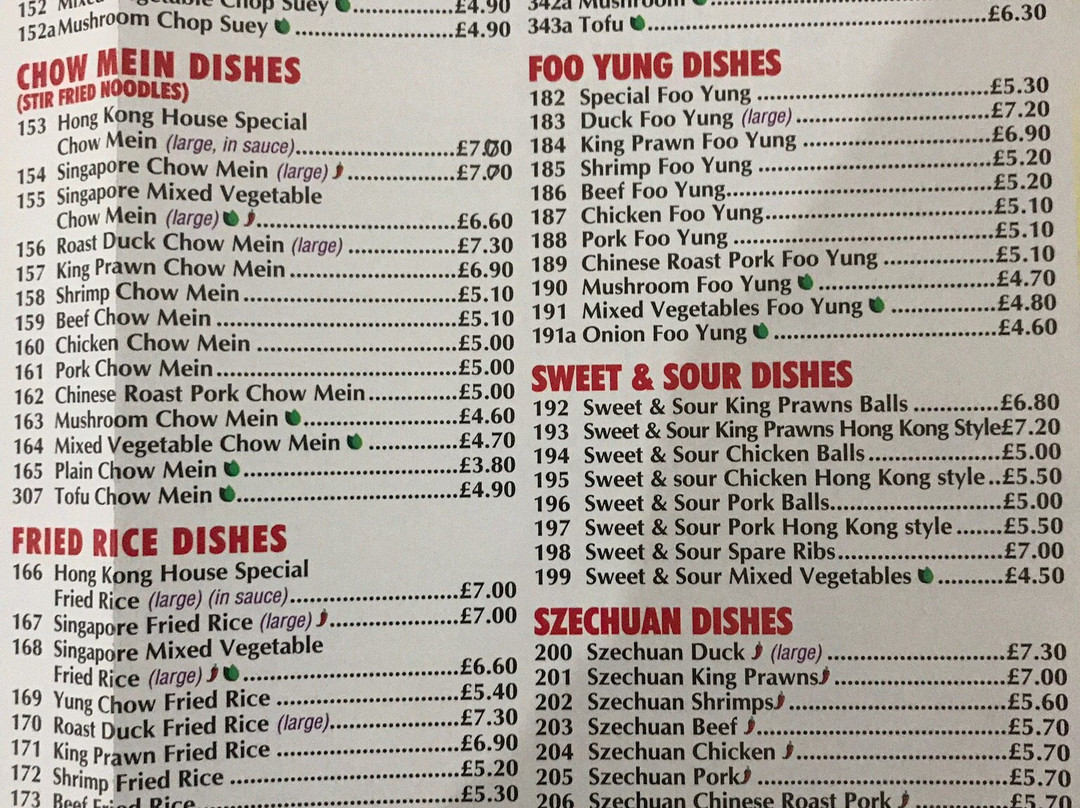 152 Mixed Vegetable Chop Suey £4.90
152a Mushroom Chop Suey £4.90
CHOW MEIN DISHES
(STIR FRIED NOODLES)
153 Hong Kong House Special
Chow Mein (large, in sauce) £7.00
154 Singapore Chow Mein (large) £7.00
155 Singapore Mixed Vegetable
Chow Mein (large) £6.60
156 Roast Duck Chow Mein (large) £7.30
157 King Prawn Chow Mein £6.90
158 Shrimp Chow Mein £5.10
159 Beef Chow Mein £5.10
160 Chicken Chow Mein £5.00
161 Pork Chow Mein £5.00
162 Chinese Roast Pork Chow Mein £5.00
163 Mushroom Chow Mein £4.60
164 Mixed Vegetable Chow Mein £4.70
165 Plain Chow Mein £3.80
307 Tofu Chow Mein £4.90
FRIED RICE DISHES
166 Hong Kong House Special
Fried Rice (large) (in sauce) £7.00
167 Singapore Fried Rice (large) £7.00
168 Singapore Mixed Vegetable
Fried Rice (large) £6.60
169 Yung Chow Fried Rice £5.40
170 Roast Duck Fried Rice (large) £7.30
171 King Prawn Fried Rice £6.90
172 Shrimp Fried Rice £5.20
173 Beef Fried Rice £5.30
342a Mushroom
343a Tofu £6.30
FOO YUNG DISHES
182 Special Foo Yung £5.30
183 Duck Foo Yung (large) £7.20
184 King Prawn Foo Yung £6.90
185 Shrimp Foo Yung £5.20
186 Beef Foo Yung £5.20
187 Chicken Foo Yung £5.10
188 Pork Foo Yung £5.10
189 Chinese Roast Pork Foo Yung £5.10
190 Mushroom Foo Yung £4.70
191 Mixed Vegetables Foo Yung £4.80
191a Onion Foo Yung £4.60
SWEET & SOUR DISHES
192 Sweet & Sour King Prawns Balls £6.80
193 Sweet & Sour King Prawns Hong Kong Style £7.20
194 Sweet & Sour Chicken Balls £5.00
195 Sweet & sour Chicken Hong Kong style £5.50
196 Sweet & Sour Pork Balls £5.00
197 Sweet & Sour Pork Hong Kong style £5.50
198 Sweet & Sour Spare Ribs £7.00
199 Sweet & Sour Mixed Vegetables £4.50
SZECHUAN DISHES
200 Szechuan Duck (large) £7.30
201 Szechuan King Prawns £7.00
202 Szechuan Shrimps £5.60
203 Szechuan Beef £5.70
204 Szechuan Chicken £5.70
205 Szechuan Pork £5.70
206 Szechuan Chinese Roast Pork £5.70